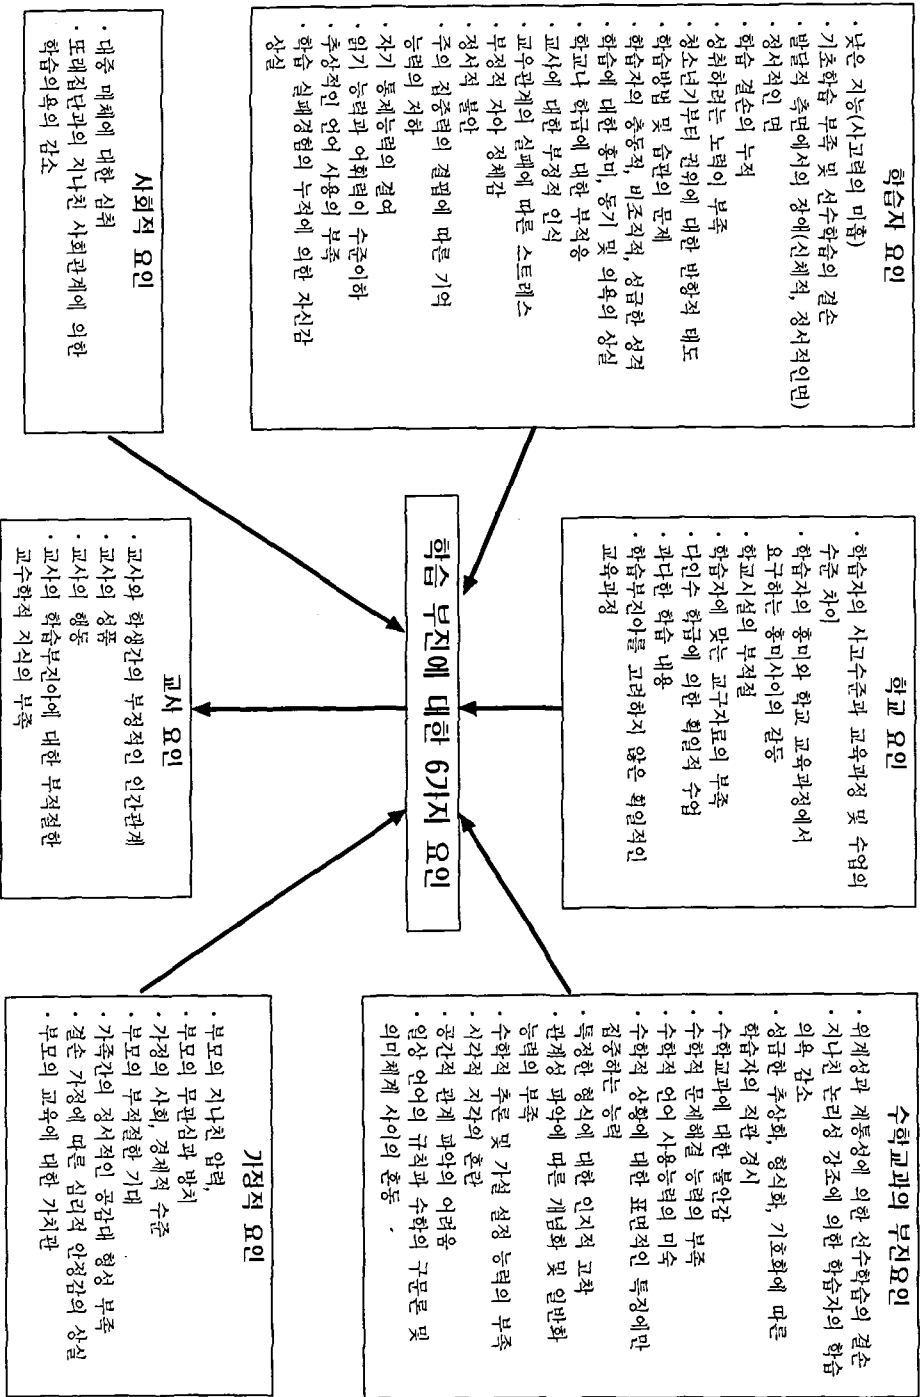 학습자 요인
· 낮은 지능(사고력의 미흡)
· 기초학습 부족 및 선수학습의 결손
· 발달적 측면에서의 장애(신체적, 정서적인면)
· 정서적인 면
· 학습 결손의 누적
· 성취하려는 노력이 부족
· 청소년기부터 권위에 대한 반항적 태도
· 학습방법 및 습관의 문제
· 학습자의 충동적, 비조직적, 성급한 성격
· 학습에 대한 흥미, 동기 및 의욕의 상실
· 학교나 학급에 대한 부적응
· 교사에 대한 부정적 인식
· 교우관계의 실패에 따른 스트레스
· 부정적 자아 정체감
· 정서적 불안
· 주의 집중력의 결핍에 따른 기억
능력의 저하
· 자기 통제능력의 결여
· 읽기 능력과 어휘력이 수준이하
· 추상적인 언어 사용의 부족
· 학습 실패경험의 누적에 의한 자신감
상실
사회적 요인
· 대중 매체에 대한 심취
· 또래집단과의 지나친 사회관계에 의한
학습의욕의 감소
학교 요인
· 학습자의 사고수준과 교육과정 및 수업의
수준 차이
· 학습자의 흥미와 학교 교육과정에서
요구하는 흥미사이의 갈등
· 학교시설의 부적절
· 학습자에 맞는 교구자료의 부족
· 다인수 학급에 의한 획일적 수업
· 과다한 학습 내용
· 학습부진아를 고려하지 않은 획일적인
교육과정
학습 부진에 대한 6가지 요인
교사 요인
· 교사와 학생간의 부정적인 인간관계
· 교사의 성품
· 교사의 행동
· 교사의 학습부진아에 대한 부적절한
교수학적 지식의 부족
수학교과의 부진요인
· 위계성과 계통성에 의한 선수학습의 결손
· 지나친 논리성 강조에 의한 학습자의 학습
의욕 감소
· 성급한 추상화, 형식화, 기호화에 따른
학습자의 직관 경시
· 수학교과에 대한 불안감
· 수학적 문제해결 능력의 부족
· 수학적 언어 사용능력의 미숙
· 수학적 상황에 대한 표면적인 특징에만
집중하는 능력
· 특정한 형식에 대한 인지적 고착
· 관계성 파악에 따른 개념화 및 일반화
능력의 부족
· 수학적 추론 및 가설 설정 능력의 부족
· 시각적 지각의 혼란
· 공간적 관계 파악의 어려움
· 일상 언어의 규칙과 수학의 구문론 및
의미체계 사이의 혼동
가정적 요인
· 부모의 지나친 압력,
· 부모의 무관심과 방치
· 가정의 사회, 경제적 수준
· 부모의 부적절한 기대
· 가족간의 정서적인 공감대 형성 부족
· 결손 가정에 따른 심리적 안정감의 상실
· 부모의 교육에 대한 가치관